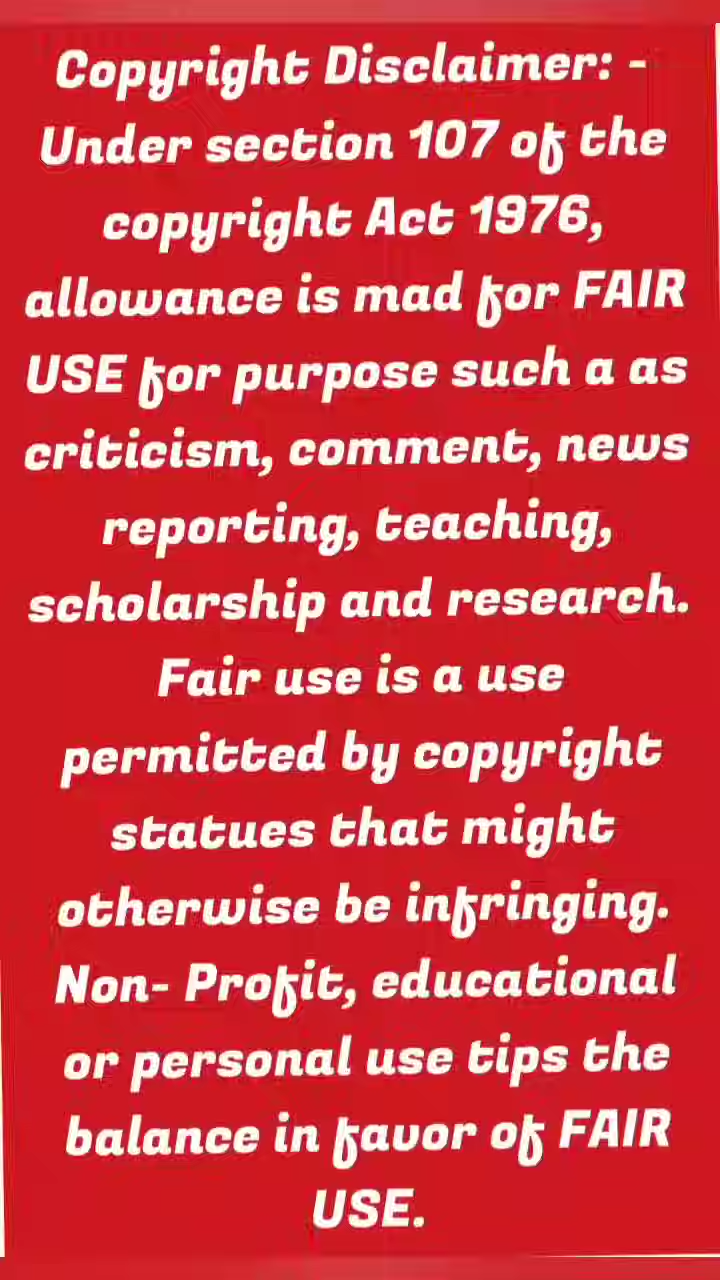 Copyright Disclaimer: -
Under section 107 of the
copyright Act 1976,
allowance is mad for FAIR
USE for purpose such a as
criticism, comment, news
reporting, teaching,
scholarship and research.
Fair use is a use
permitted by copyright
statues that might
otherwise be infringing.
Non- Profit, educational
or personal use tips the
balance in favor of FAIR
USE.